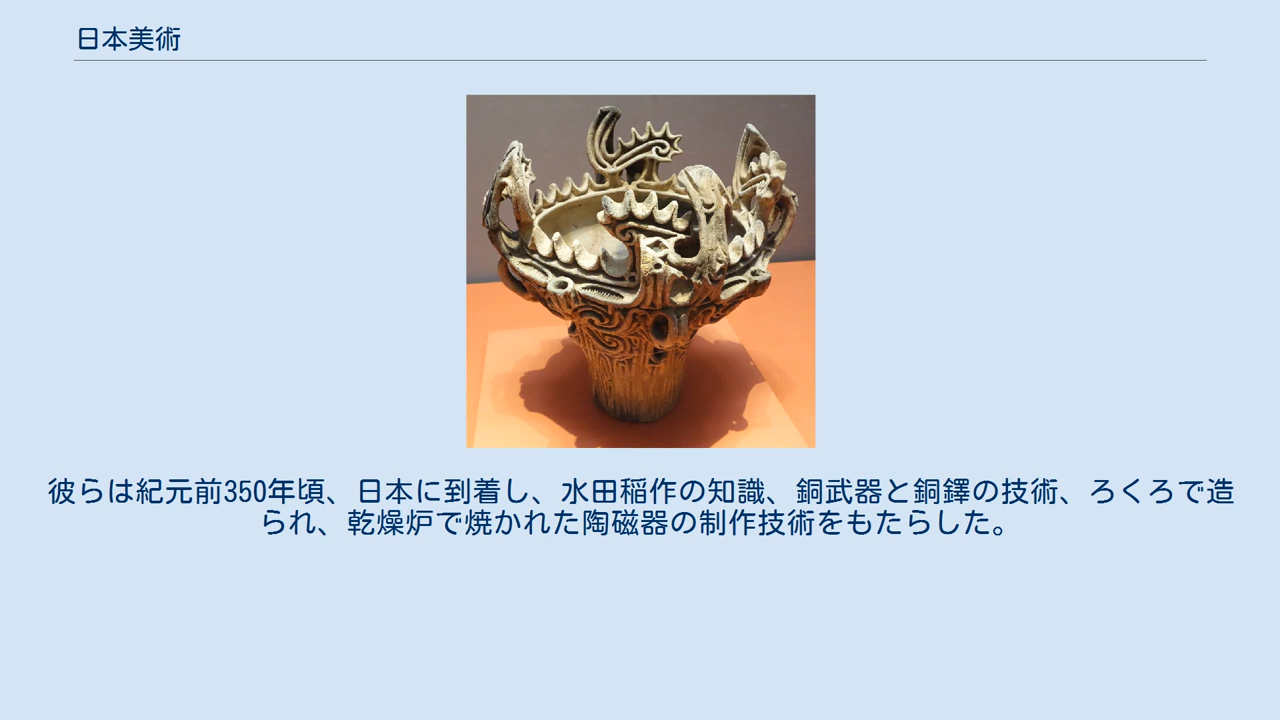 日本美術
彼らは紀元前350年頃、日本に到着し、水田稲作の知識、銅武器と銅鐸の技術、ろくろで造
られ、乾燥炉で焼かれた陶磁器の制作技術をもたらした。